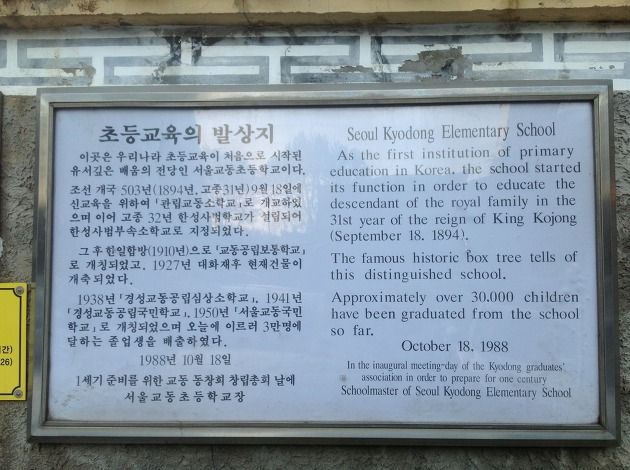 초등교육의 발상지
이곳은 우리나라 초등교육이 처음으로 시작된
유서깊은 배움의 전당인 서울교동초등학교이다.
조선 개국 503년(1894년, 고종31년)9월 18일에
신교육을 위하여 「관립교동소학교」로 개교하였
으며 이어 고종 32년 한성사범학교가 설립되어
한성사범부속소학교로 지정되었다.
그 후 한일합방(1910년)으로 「교동공립보통학교」
로 개칭되었고, 1927년 대화재후 현재건물이
개축되었다.
1938년 「경성교동공립심상소학교」, 1941년
「경성교동공립국민학교」, 1950년 「서울교동국민
학교」로 개칭되었으며 오늘에 이르러 3만명에
달하는 졸업생을 배출하였다.
1988년 10월 18일
1세기 준비를 위한 교동 동창회 창립총회 날에
서울교동초등학교장
Seoul Kyodong Elementary School
As the first institution of primary
education in Korea, the school started
its function in order to educate the
descendant of the royal family in the
31st year of the reign of King Kojong
(September 18, 1894).
The famous historic box tree tells of
this distinguished school.
Approximately over 30,000 children
have been graduated from the school
so far.
October 18, 1988
In the inaugural meeting-day of the Kyodong graduates'
association in order to prepare for one century
Schoolmaster of Seoul Kyodong Elementary School
간)
26)